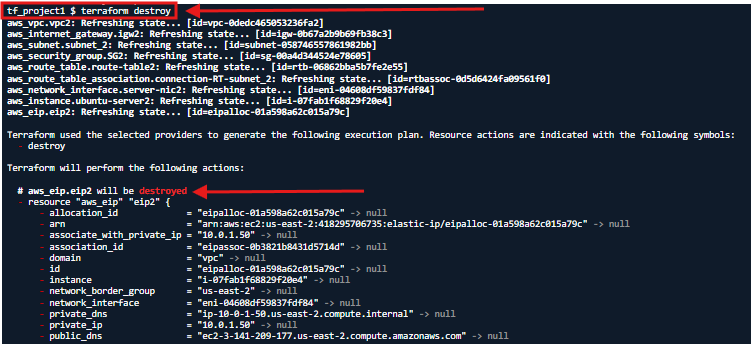 tf_project1 $ terraform destroy
aws_vpc.vpc2: Refreshing state... [id=vpc-0dedc465053236fa2]
aws_internet_gateway.igw2: Refreshing state... [id=igw-0b67a2b9b69fb38c3]
aws_subnet.subnet_2: Refreshing state... [id=subnet-058746557861982bb]
aws_security_group.SG2: Refreshing state... [id=sg-00a4d344524e78605]
aws_route_table.route-table2: Refreshing state... [id=rtb-06862bba5b7fe2e55]
aws_route_table_association.connection-RT-subnet_2: Refreshing state... [id=rtbassoc-0d5d6424fa09561f0]
aws_network_interface.server-nic2: Refreshing state... [id=eni-04608df59837fdf84]
aws_instance.ubuntu-server2: Refreshing state... [id=i-07fab1f68829f20e4]
aws_eip.eip2: Refreshing state... [id=eipalloc-01a598a62c015a79c]
Terraform used the selected providers to generate the following execution plan. Resource actions are indicated with the following symbols:
- destroy
Terraform will perform the following actions:
# aws_eip.eip2 will be destroyed
- resource "aws_eip" "eip2" {
- allocation_id = "eipalloc-01a598a62c015a79c" -> null
- arn = "arn:aws:ec2:us-east-2:418295706735:elastic-ip/eipalloc-01a598a62c015a79c" -> null
- associate_with_private_ip = "10.0.1.50" -> null
- association_id = "eipassoc-0b3821b8431d5714d" -> null
- domain = "vpc" -> null
- id = "eipalloc-01a598a62c015a79c" -> null
- instance = "i-07fab1f68829f20e4" -> null
- network_border_group = "us-east-2" -> null
- network_interface = "eni-04608df59837fdf84" -> null
- private_dns = "ip-10-0-1-50.us-east-2.compute.internal" -> null
- private_ip = "10.0.1.50" -> null
- public_dns = "ec2-3-141-209-177.us-east-2.compute.amazonaws.com" -> null